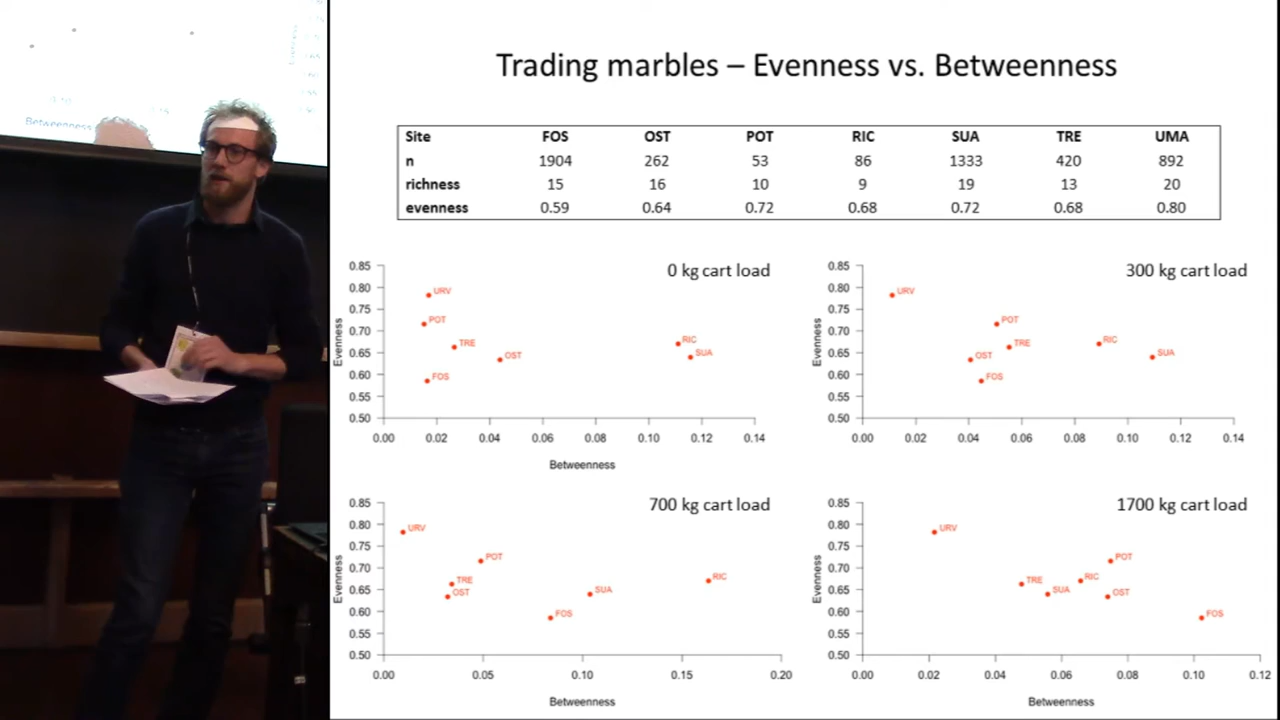 Trading marbles – Evenness vs. Betweenness
Site FOS OST POT RIC SUA TRE UMA
n 1904 262 53 86 1333 420 892
richness 15 16 10 9 19 13 20
evenness 0.59 0.64 0.72 0.68 0.72 0.68 0.80
0 kg cart load
0.85
0.80
0.75
0.70
0.65
0.60
0.55
0.50
Evenness
URV
POT
TRE
OST
FOS
RIC
SUA
0.00 0.02 0.04 0.06 0.08 0.10 0.12 0.14
Betweenness
300 kg cart load
0.85
0.80
0.75
0.70
0.65
0.60
0.55
0.50
Evenness
URV
POT
TRE
OST
FOS
RIC
SUA
0.00 0.02 0.04 0.06 0.08 0.10 0.12 0.14
700 kg cart load
0.85
0.80
0.75
0.70
0.65
0.60
0.55
0.50
Evenness
URV
POT
TRE
OST
FOS
SUA
RIC
0.00 0.05 0.10 0.15 0.20
Betweenness
1700 kg cart load
0.85
0.80
0.75
0.70
0.65
0.60
0.55
0.50
Evenness
URV
POT
TRE
RIC
SUA
OST
FOS
0.00 0.02 0.04 0.06 0.08 0.10 0.12
Betweenness
Betweenness